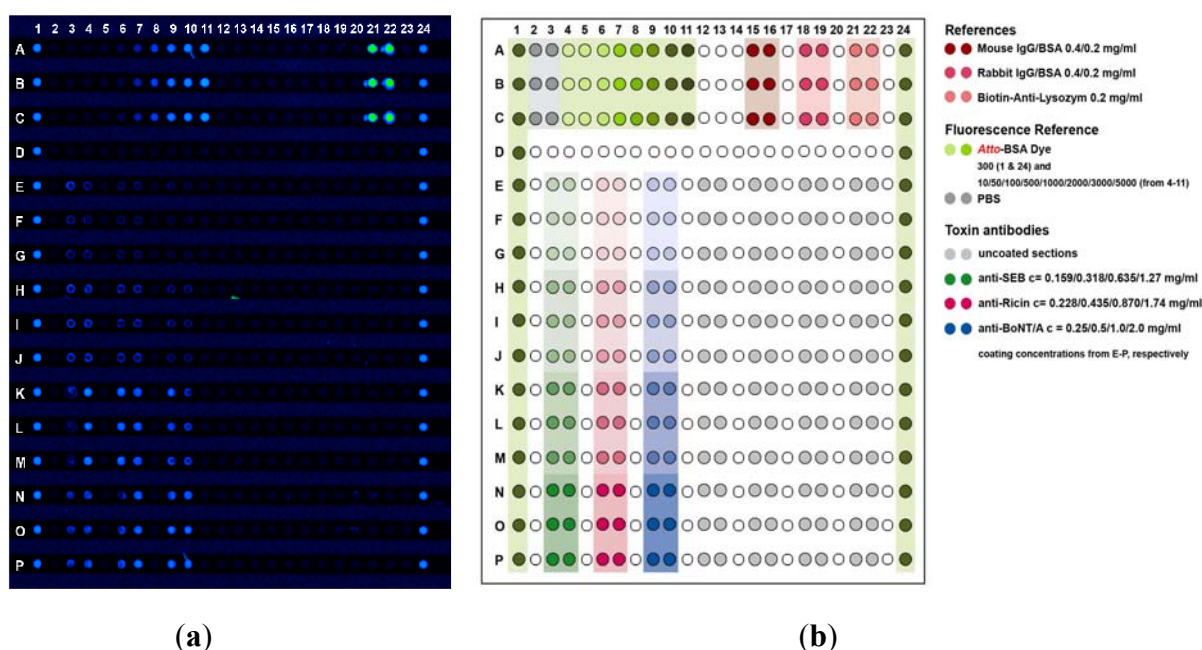 1 2 3 4 5 6 7 8 9 10 11 12 13 14 15 16 17 18 19 20 21 22 23 24
A
B
C
D
E
F
G
H
I
J
K
L
M
N
O
P
(a)
1 2 3 4 5 6 7 8 9 10 11 12 13 14 15 16 17 18 19 20 21 22 23 24
A
B
C
D
E
F
G
H
I
J
K
L
M
N
O
P
(b)
References
Mouse IgG/BSA 0.4/0.2 mg/ml
Rabbit IgG/BSA 0.4/0.2 mg/ml
Biotin-Anti-Lysozym 0.2 mg/ml
Fluorescence Reference
Atto-BSA Dye
300 (1 & 24) and
10/50/100/500/1000/2000/3000/5000 (from 4-11)
PBS
Toxin antibodies
uncoated sections
anti-SEB c= 0.159/0.318/0.635/1.27 mg/ml
anti-Ricin c= 0.228/0.435/0.870/1.74 mg/ml
anti-BoNT/A c = 0.25/0.5/1.0/2.0 mg/ml
coating concentrations from E-P, respectively